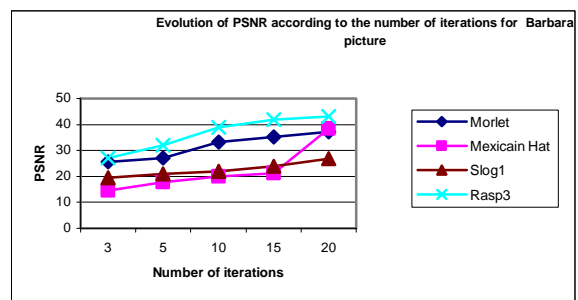 Evolution of PSNR according to the number of iterations for Barbara
picture
50
40
30
20
10
0
PSNR
3 5 10 15 20
Number of iterations
Morlet
Mexicain Hat
Slog1
Rasp3